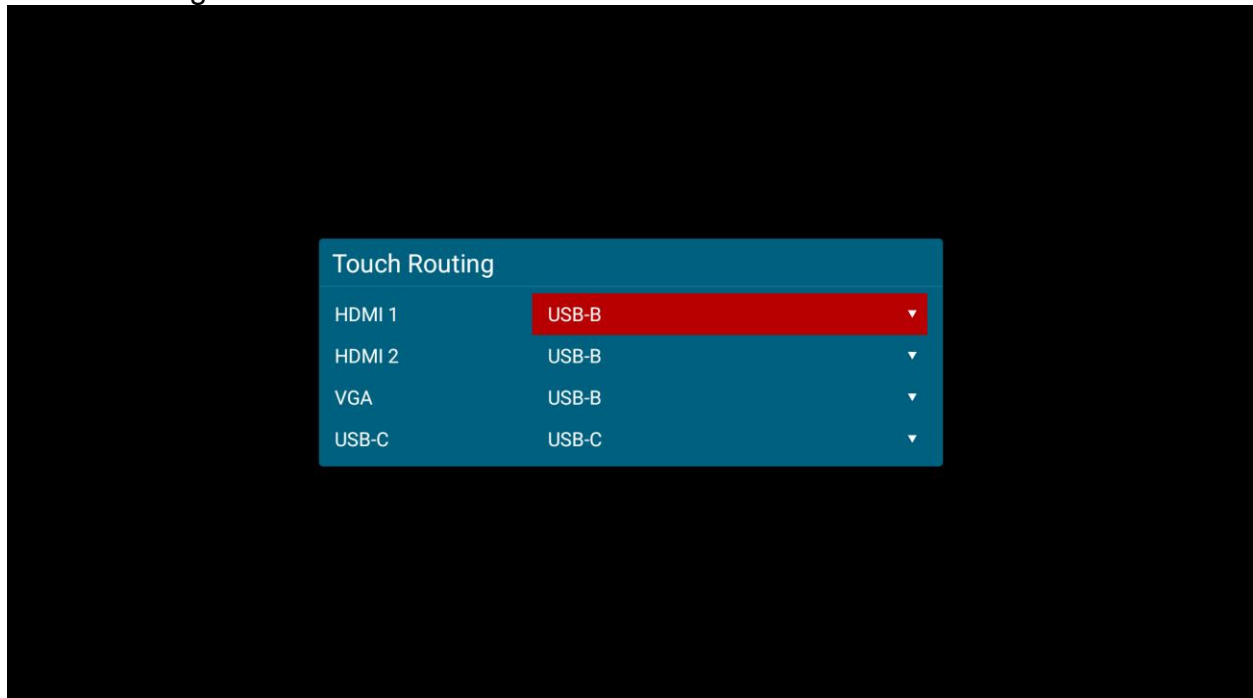 Touch Routing
HDMI 1 USB-B
HDMI 2 USB-B
VGA USB-B
USB-C USB-C